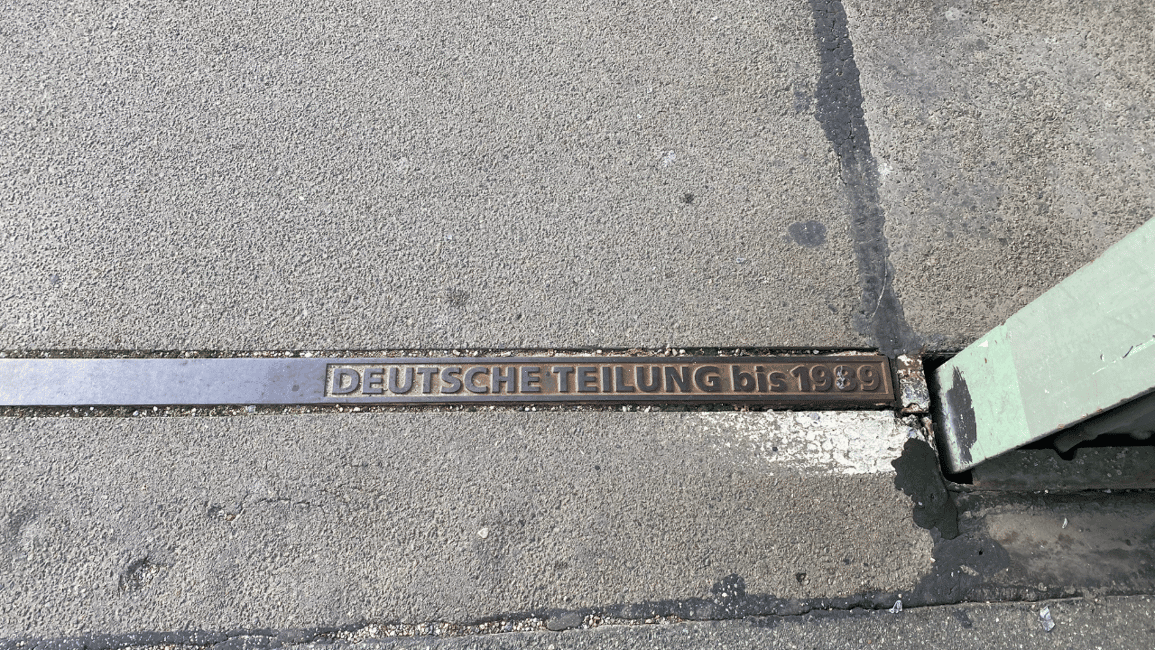 DEUTSCHE TEILUNG bis 1989